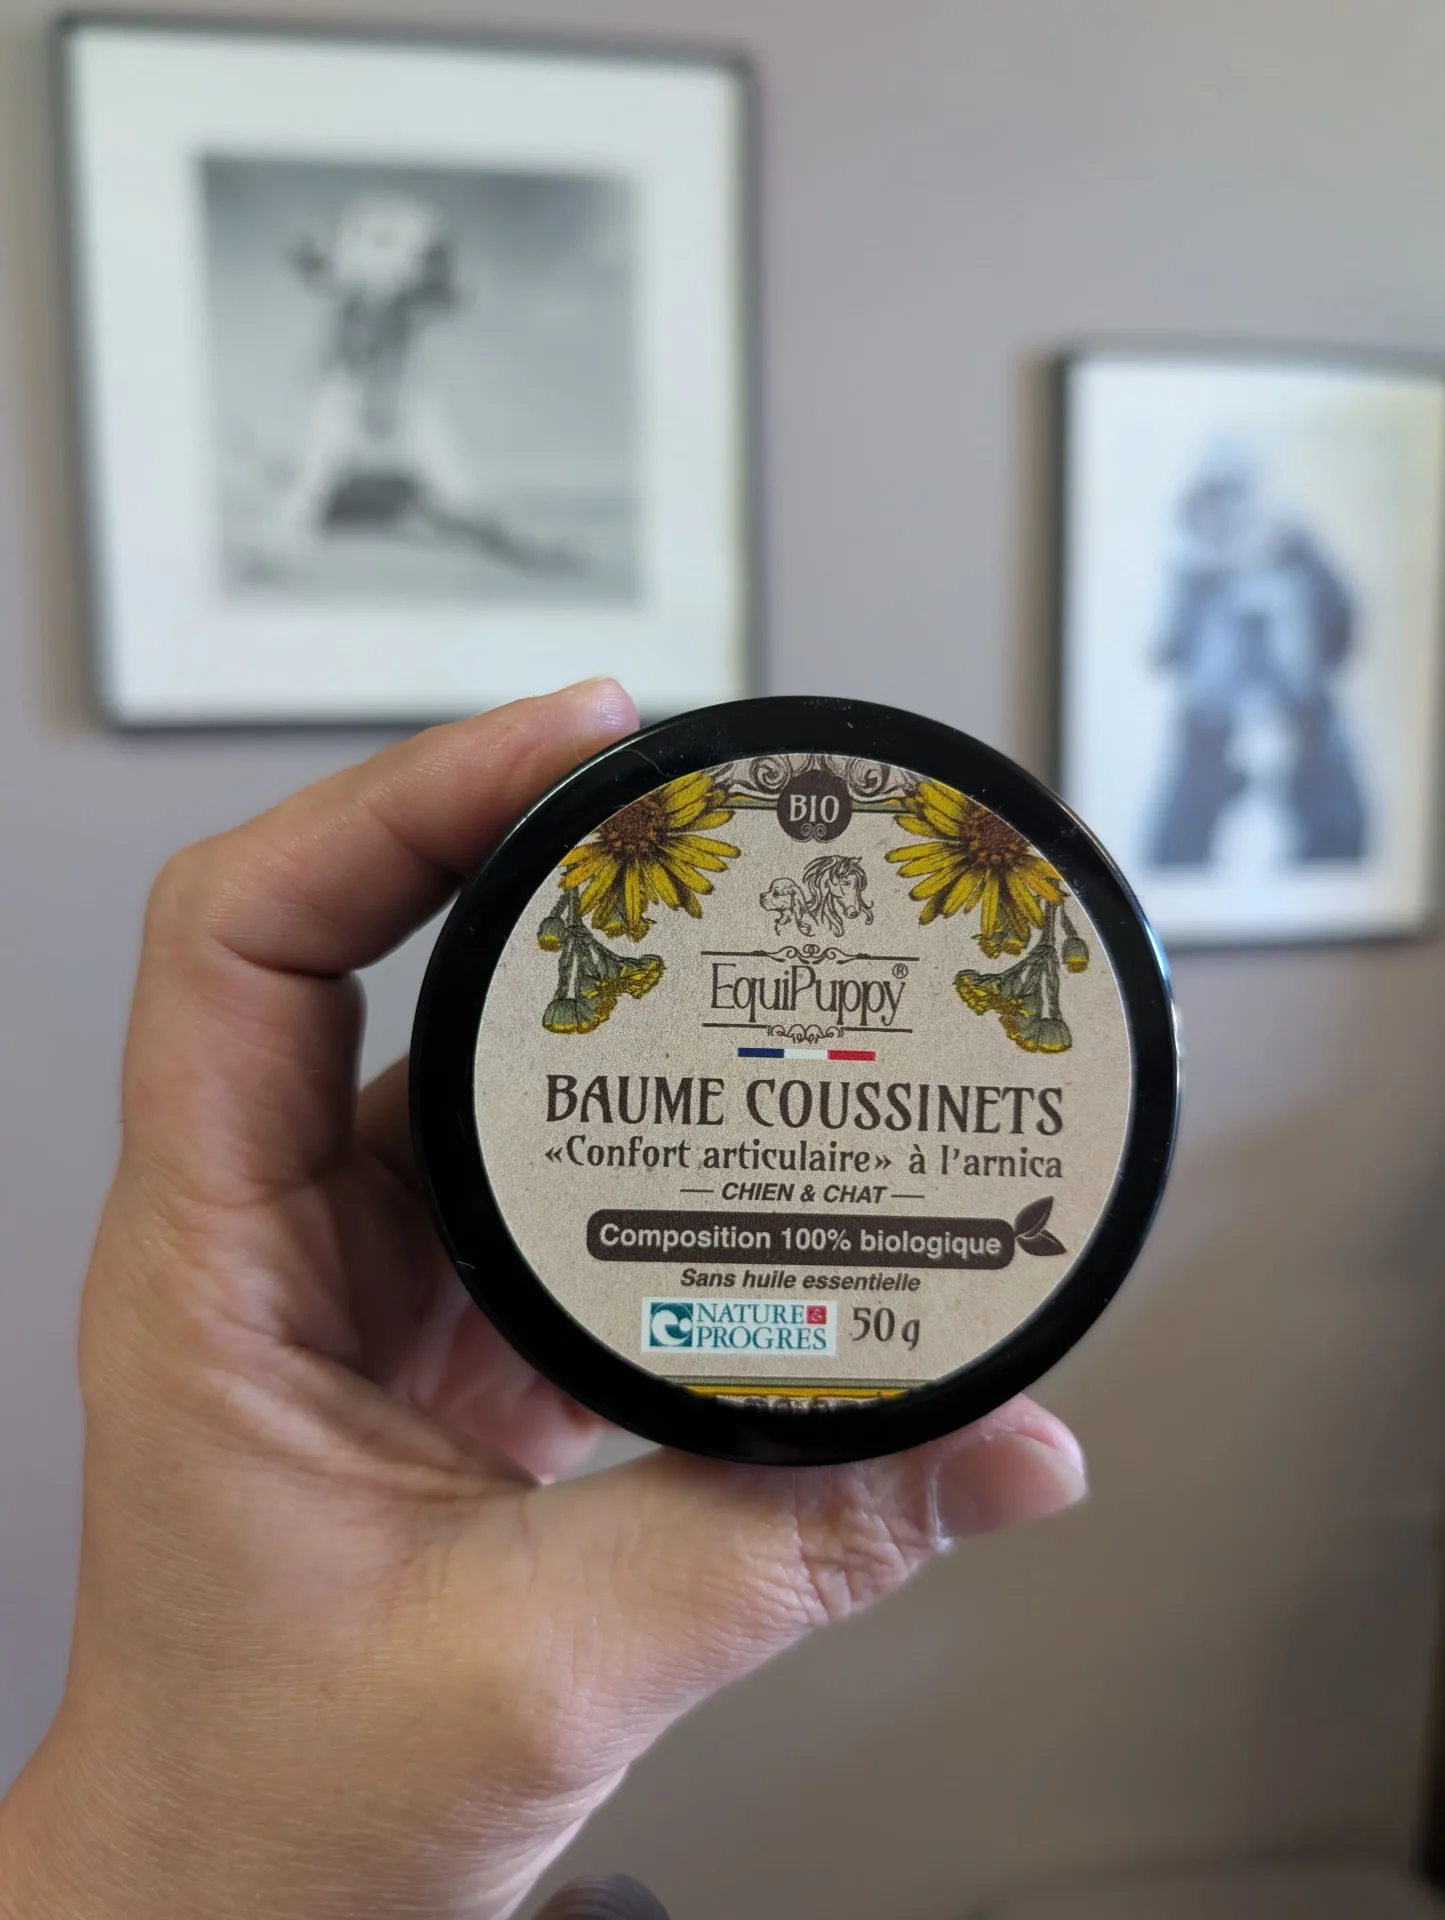 BIO
EquiPuppy®
BAUME COUSSINETS
«Confort articulaire» à l'arnica
— CHIEN & CHAT —
Composition 100% biologique
Sans huile essentielle
NATURE & PROGRES 50g